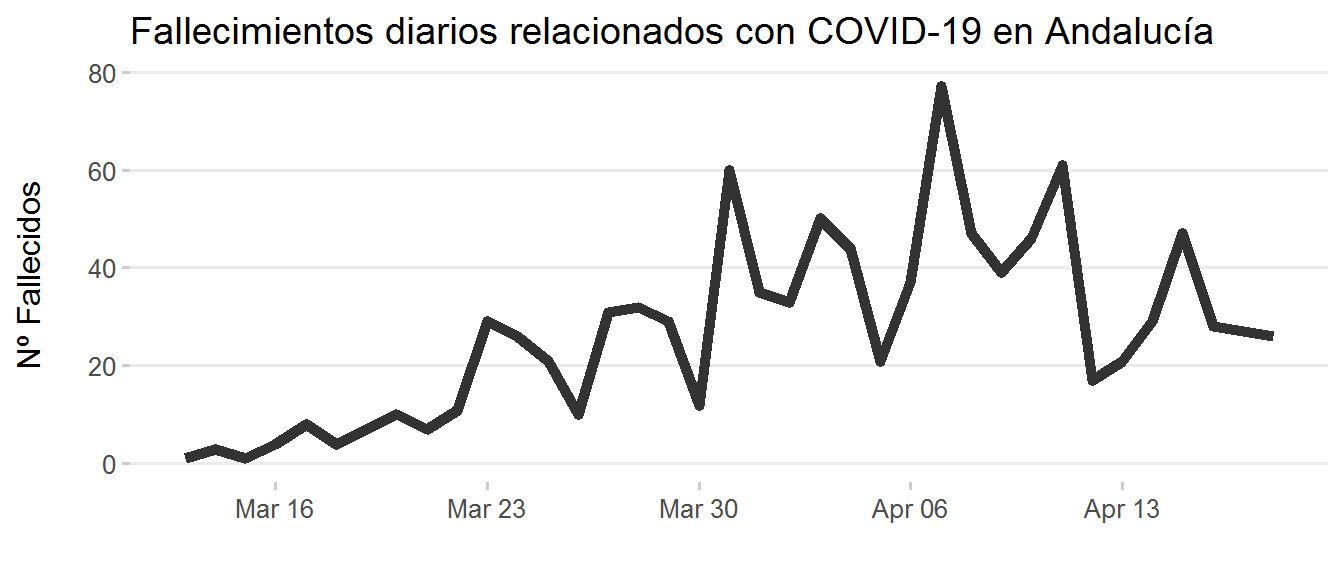 Fallecimientos diarios relacionados con COVID-19 en Andalucía
Nº Fallecidos
80
60
40
20
0
Mar 16 Mar 23 Mar 30 Apr 06 Apr 13